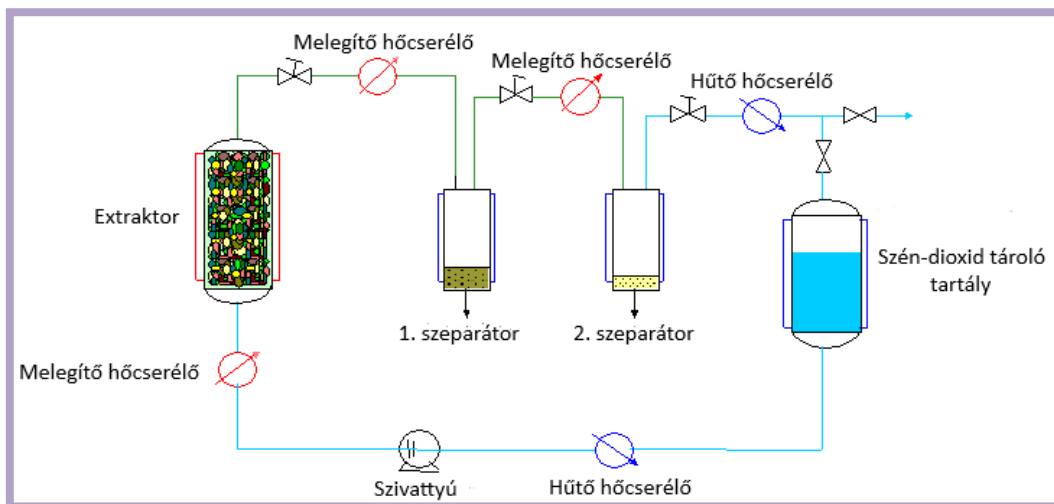 Melegítő hőcserélő
Melegítő hőcserélő
Hűtő hőcserélő
Extraktor
Szén-dioxid tároló
tartály
1. szeparátor
2. szeparátor
Melegítő hőcserélő
Szivattyú
Hűtő hőcserélő